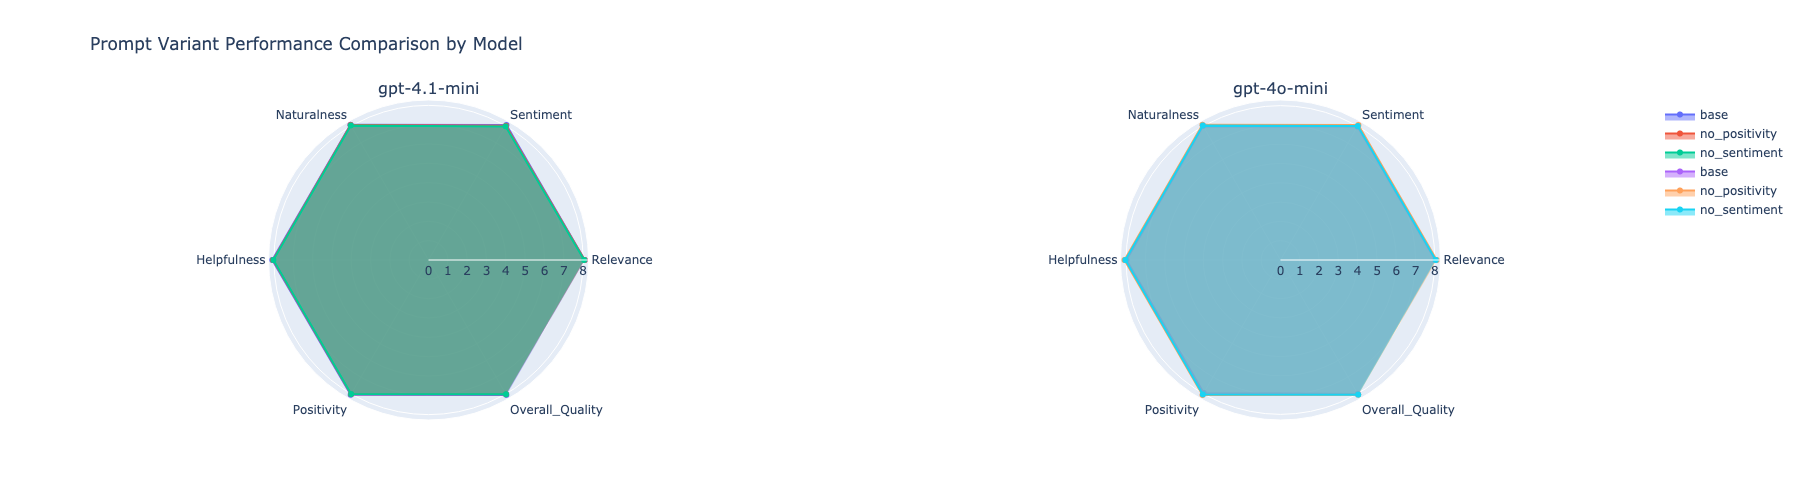 Prompt Variant Performance Comparison by Model
gpt-4.1-mini
Naturalness
Sentiment
Helpfulness
Relevance
0 1 2 3 4 5 6 7 8
Positivity
Overall_Quality
gpt-4o-mini
Naturalness
Sentiment
Helpfulness
Relevance
0 1 2 3 4 5 6 7 8
Positivity
Overall_Quality
base
no_positivity
no_sentiment
base
no_positivity
no_sentiment